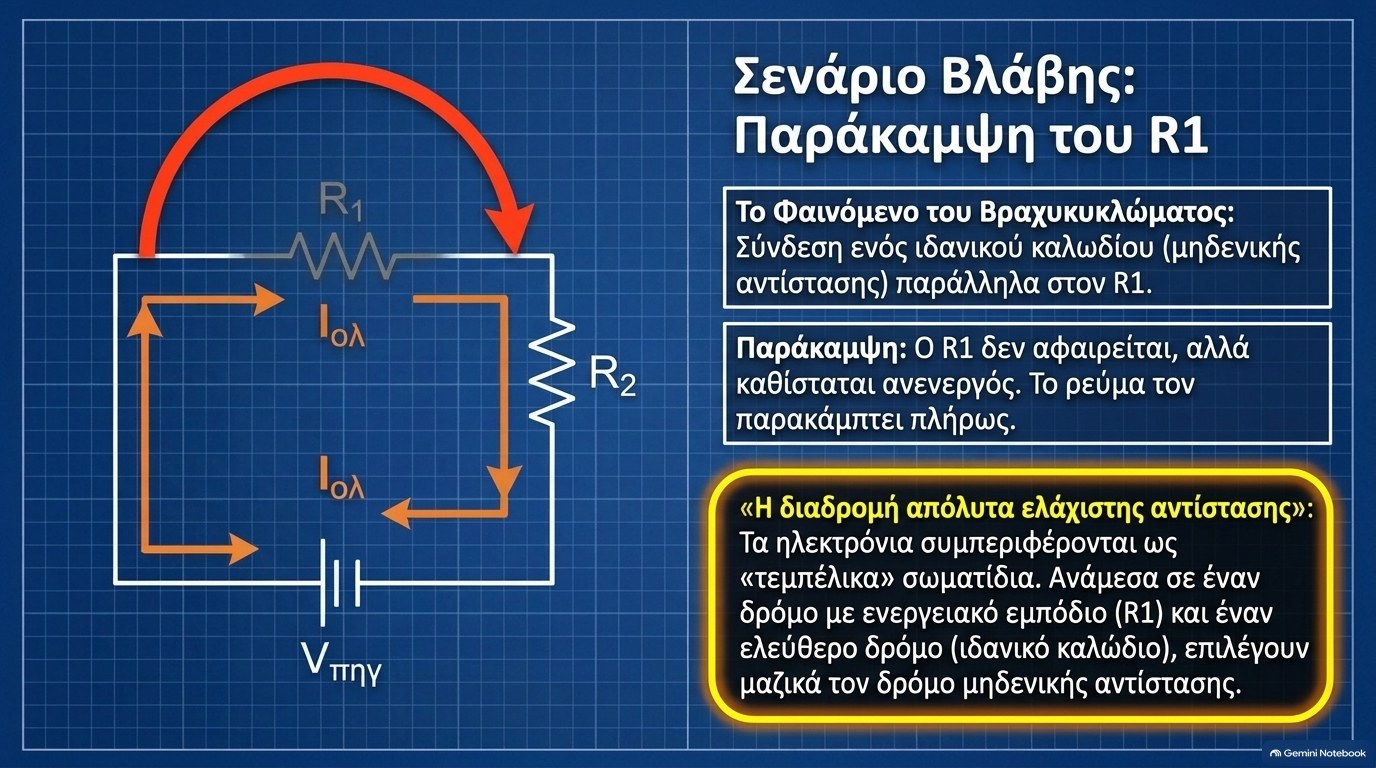 Σενάριο Βλάβης:
Παράκαμψη του R1
Το Φαινόμενο του Βραχυκυκλώματος:
Σύνδεση ενός ιδανικού καλωδίου (μηδενικής
αντίστασης) παράλληλα στον R1.
Παράκαμψη: Ο R1 δεν αφαιρείται, αλλά
καθίσταται ανενεργός. Το ρεύμα τον
παρακάμπτει πλήρως.
«Η διαδρομή απόλυτα ελάχιστης αντίστασης»:
Τα ηλεκτρόνια συμπεριφέρονται ως
«τεμπέλικα» σωματίδια. Ανάμεσα σε έναν
δρόμο με ενεργειακό εμπόδιο (R1) και έναν
ελεύθερο δρόμο (ιδανικό καλώδιο), επιλέγουν
μαζικά τον δρόμο μηδενικής αντίστασης.
R₁
Iολ
R₂
Iολ
Vπηγ
Gemini Notebook